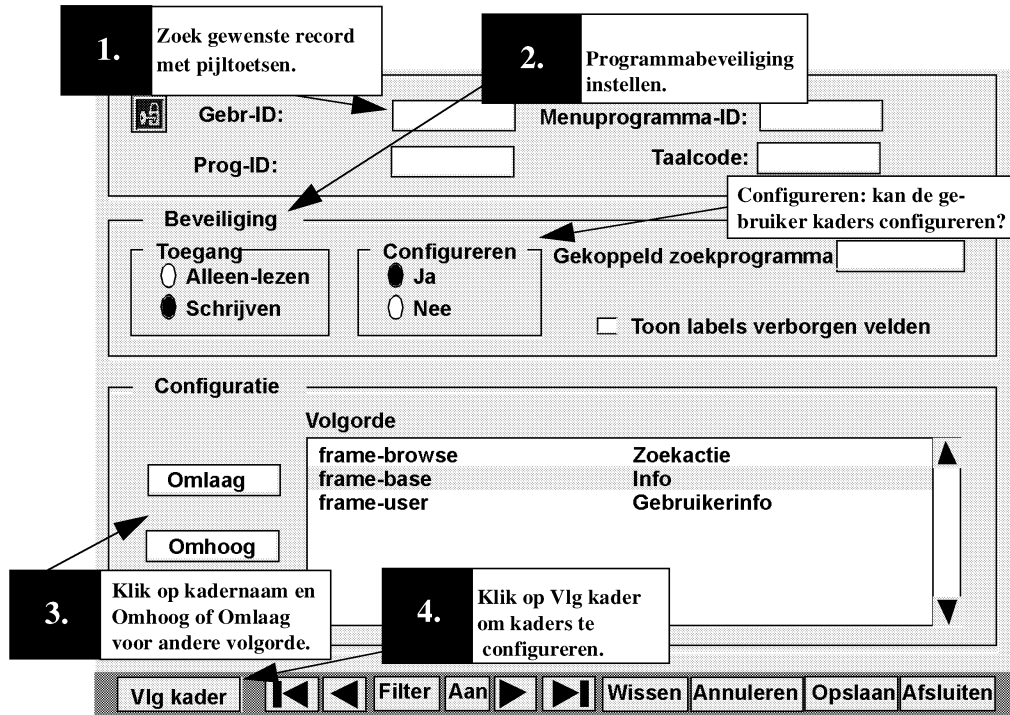 1.
Zoek gewenste record
met pijltoetsen.
2.
Programmabeveiliging
instellen.
Gebr-ID:
Menuprogramma-ID:
Prog-ID:
Taalcode:
Configureren: kan de ge-
bruiker kaders configureren?
Beveiliging
Toegang
Alleen-lezen
Schrijven
Configureren
Ja
Nee
Gekoppeld zoekprogramma
Toon labels verborgen velden
Configuratie
Volgorde
frame-browse Zoekactie
frame-base Info
frame-user Gebruikerinfo
Omlaag
Omhoog
3.
Klik op kadernaam en
Omhoog of Omlaag
voor andere volgorde.
4.
Klik op Vlg kader
om kaders te
configureren.
Vlg kader Filter Aan Wissen Annuleren Opslaan Afsluiten